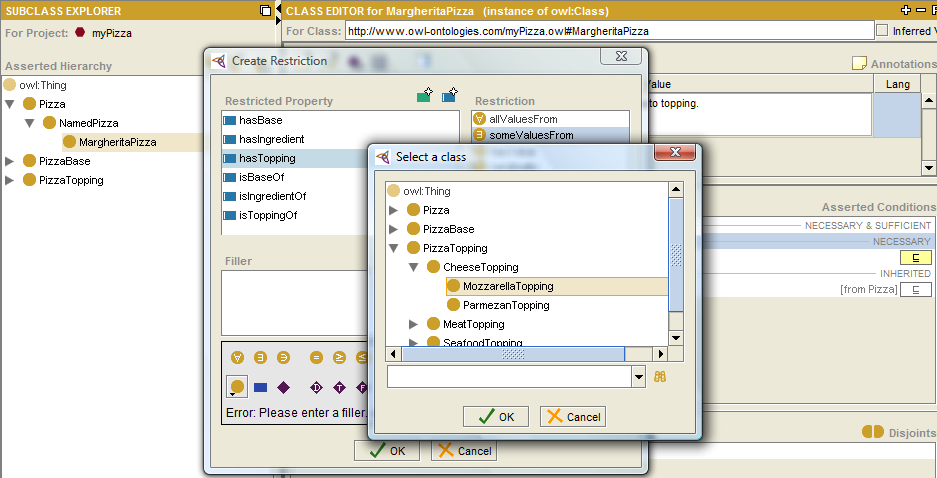 SUBCLASS EXPLORER
For Project: myPizza
Asserted Hierarchy
owl:Thing
Pizza
NamedPizza
MargheritaPizza
PizzaBase
PizzaTopping
CLASS EDITOR for MargheritaPizza (instance of owl:Class)
For Class: http://www.owl-ontologies.com/myPizza.owl#MargheritaPizza
Inferred V
Annotations
Value
Lang
to topping.
Asserted Conditions
NECESSARY & SUFFICIENT
NECESSARY
INHERITED
[from Pizza]
Disjoints
Create Restriction
Restricted Property
hasBase
hasIngredient
hasTopping
isBaseOf
isIngredientOf
isToppingOf
Restriction
allValuesFrom
someValuesFrom
Filler
Error: Please enter a filler.
OK
Cancel
Select a class
owl:Thing
Pizza
PizzaBase
PizzaTopping
CheeseTopping
MozzarellaTopping
ParmezanTopping
MeatTopping
SeafoodTopping
OK
Cancel